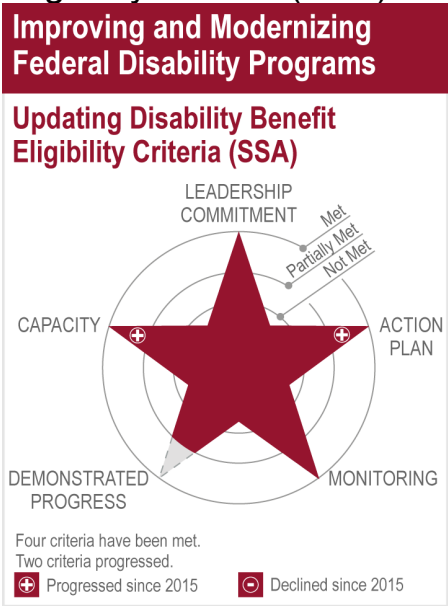 Improving and Modernizing
Federal Disability Programs
Updating Disability Benefit
Eligibility Criteria (SSA)
LEADERSHIP
COMMITMENT
Met
Partially Met
Not Met
CAPACITY
ACTION
PLAN
DEMONSTRATED
PROGRESS
MONITORING
Four criteria have been met.
Two criteria progressed.
Progressed since 2015
Declined since 2015